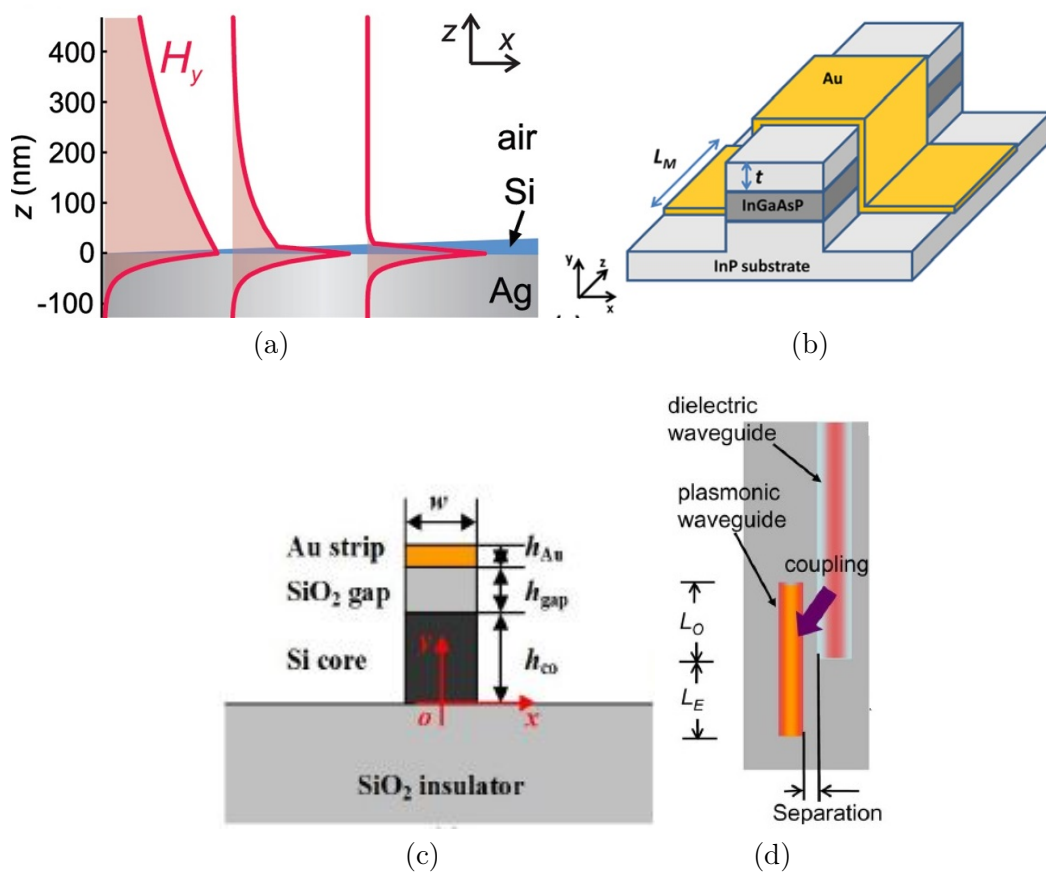 400
300
200
100
0
-100
z (nm)
H_y
z
x
air
Si
Ag
(a)
Au
L_M
t
InGaAsP
InP substrate
y
z
x
(b)
w
Au strip
h_Au
SiO₂ gap
h_gap
Si core
y
h_co
o
x
SiO₂ insulator
(c)
dielectric
waveguide
plasmonic
waveguide
coupling
L_O
L_E
Separation
(d)